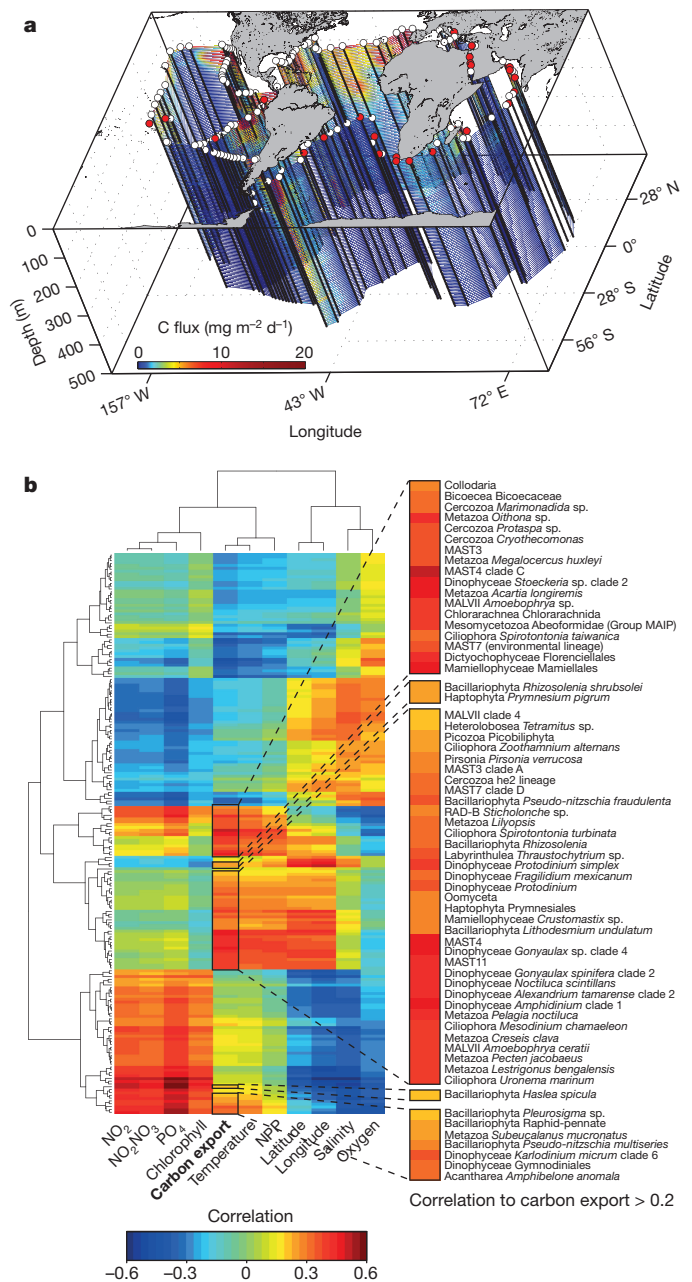 a
0
100
200
300
400
500
Depth (m)
C flux (mg m−2 d−1)
0
10
20
157° W
43° W
72° E
Longitude
28° N
0°
28° S
56° S
Latitude
b
Collodaria
Bicoecea Bicoecaceae
Cercozoa Marimonadida sp.
Metazoa Oithona sp.
Cercozoa Protaspa sp.
Cercozoa Cryothecomonas
MAST3
Metazoa Megalocercus huxleyi
MAST4 clade C
Dinophyceae Stoeckeria sp. clade 2
Metazoa Acartia longiremis
MALVII Amoebophrya sp.
Chlorarachnea Chlorarachnida
Mesomycetozoa Abeoformidae (Group MAIP)
Ciliophora Spirotontonia taiwanica
MAST7 (environmental lineage)
Dictyochophyceae Florenciellales
Mamiellophyceae Mamiellales
Bacillariophyta Rhizosolenia shrubsolei
Haptophyta Prymnesium pigrum
MALVII clade 4
Heterolobosea Tetramitus sp.
Picozoa Picobiliphyta
Ciliophora Zoothamnium alternans
Pirsonia Pirsonia verrucosa
MAST3 clade A
Cercozoa he2 lineage
MAST7 clade D
Bacillariophyta Pseudo-nitzschia fraudulenta
RAD-B Sticholonche sp.
Metazoa Lilyopsis
Ciliophora Spirotontonia turbinata
Bacillariophyta Rhizosolenia
Labyrinthulea Thraustochytrium sp.
Dinophyceae Protodinium simplex
Dinophyceae Fragilidium mexicanum
Dinophyceae Protodinium
Oomyceta
Haptophyta Prymnesiales
Mamiellophyceae Crustomastix sp.
Bacillariophyta Lithodesmium undulatum
MAST4
Dinophyceae Gonyaulax sp. clade 4
MAST11
Dinophyceae Gonyaulax spinifera clade 2
Dinophyceae Noctiluca scintillans
Dinophyceae Alexandrium tamarense clade 2
Dinophyceae Amphidinium clade 1
Metazoa Pelagia noctiluca
Ciliophora Mesodinium chamaeleon
Metazoa Creseis clava
MALVII Amoebophrya ceratii
Metazoa Pecten jacobaeus
Metazoa Lestrigonus bengalensis
Ciliophora Uronema marinum
Bacillariophyta Haslea spicula
Bacillariophyta Pleurosigma sp.
Bacillariophyta Raphid-pennate
Metazoa Subeucalanus mucronatus
Bacillariophyta Pseudo-nitzschia multiseries
Dinophyceae Karlodinium micrum clade 6
Dinophyceae Gymnodiniales
Acantharea Amphibelone anomala
NO2
NO2NO3
PO4
Chlorophyll
Carbon export
Temperature
NPP
Latitude
Longitude
Salinity
Oxygen
Correlation to carbon export > 0.2
Correlation
−0.6
−0.3
0
0.3
0.6